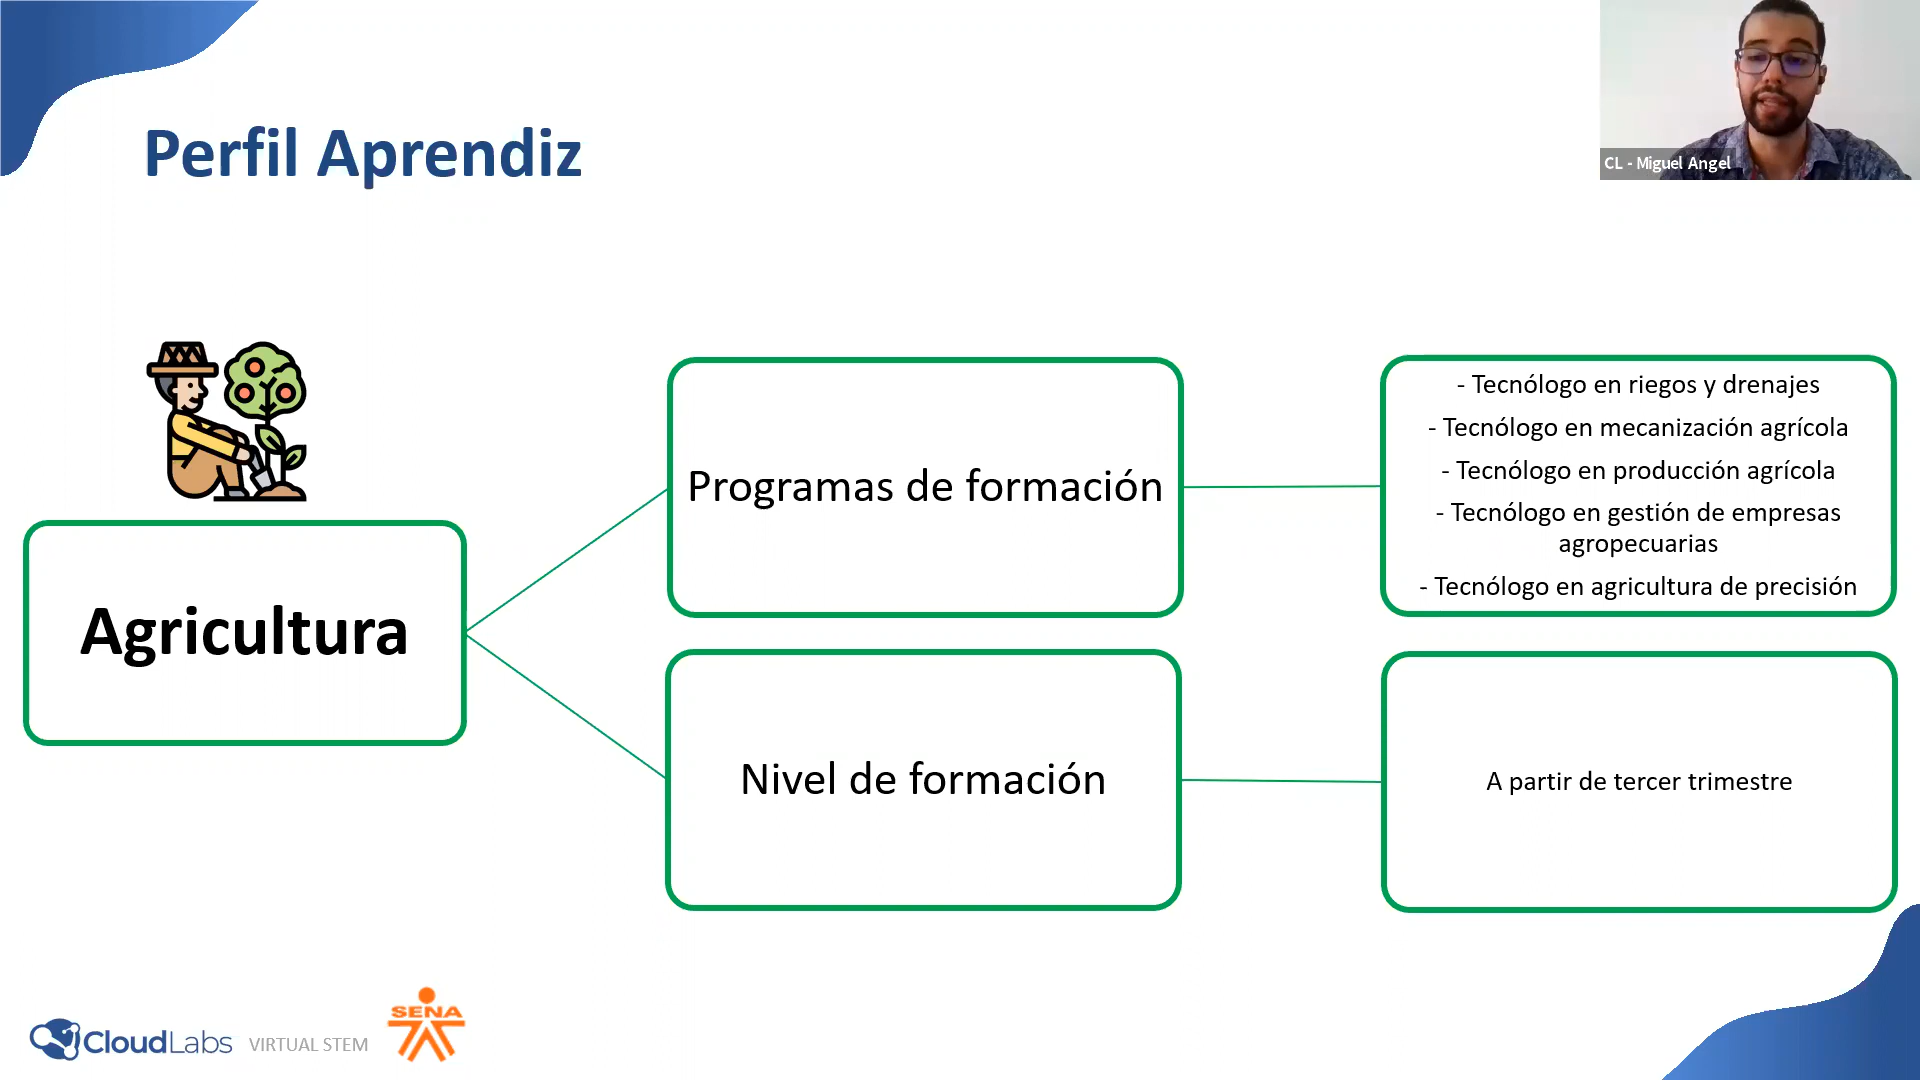 Perfil Aprendiz
CL - Miguel Angel
Agricultura
Programas de formación
- Tecnólogo en riegos y drenajes
- Tecnólogo en mecanización agrícola
- Tecnólogo en producción agrícola
- Tecnólogo en gestión de empresas
agropecuarias
- Tecnólogo en agricultura de precisión
Nivel de formación
A partir de tercer trimestre
CloudLabs VIRTUAL STEM
SENA